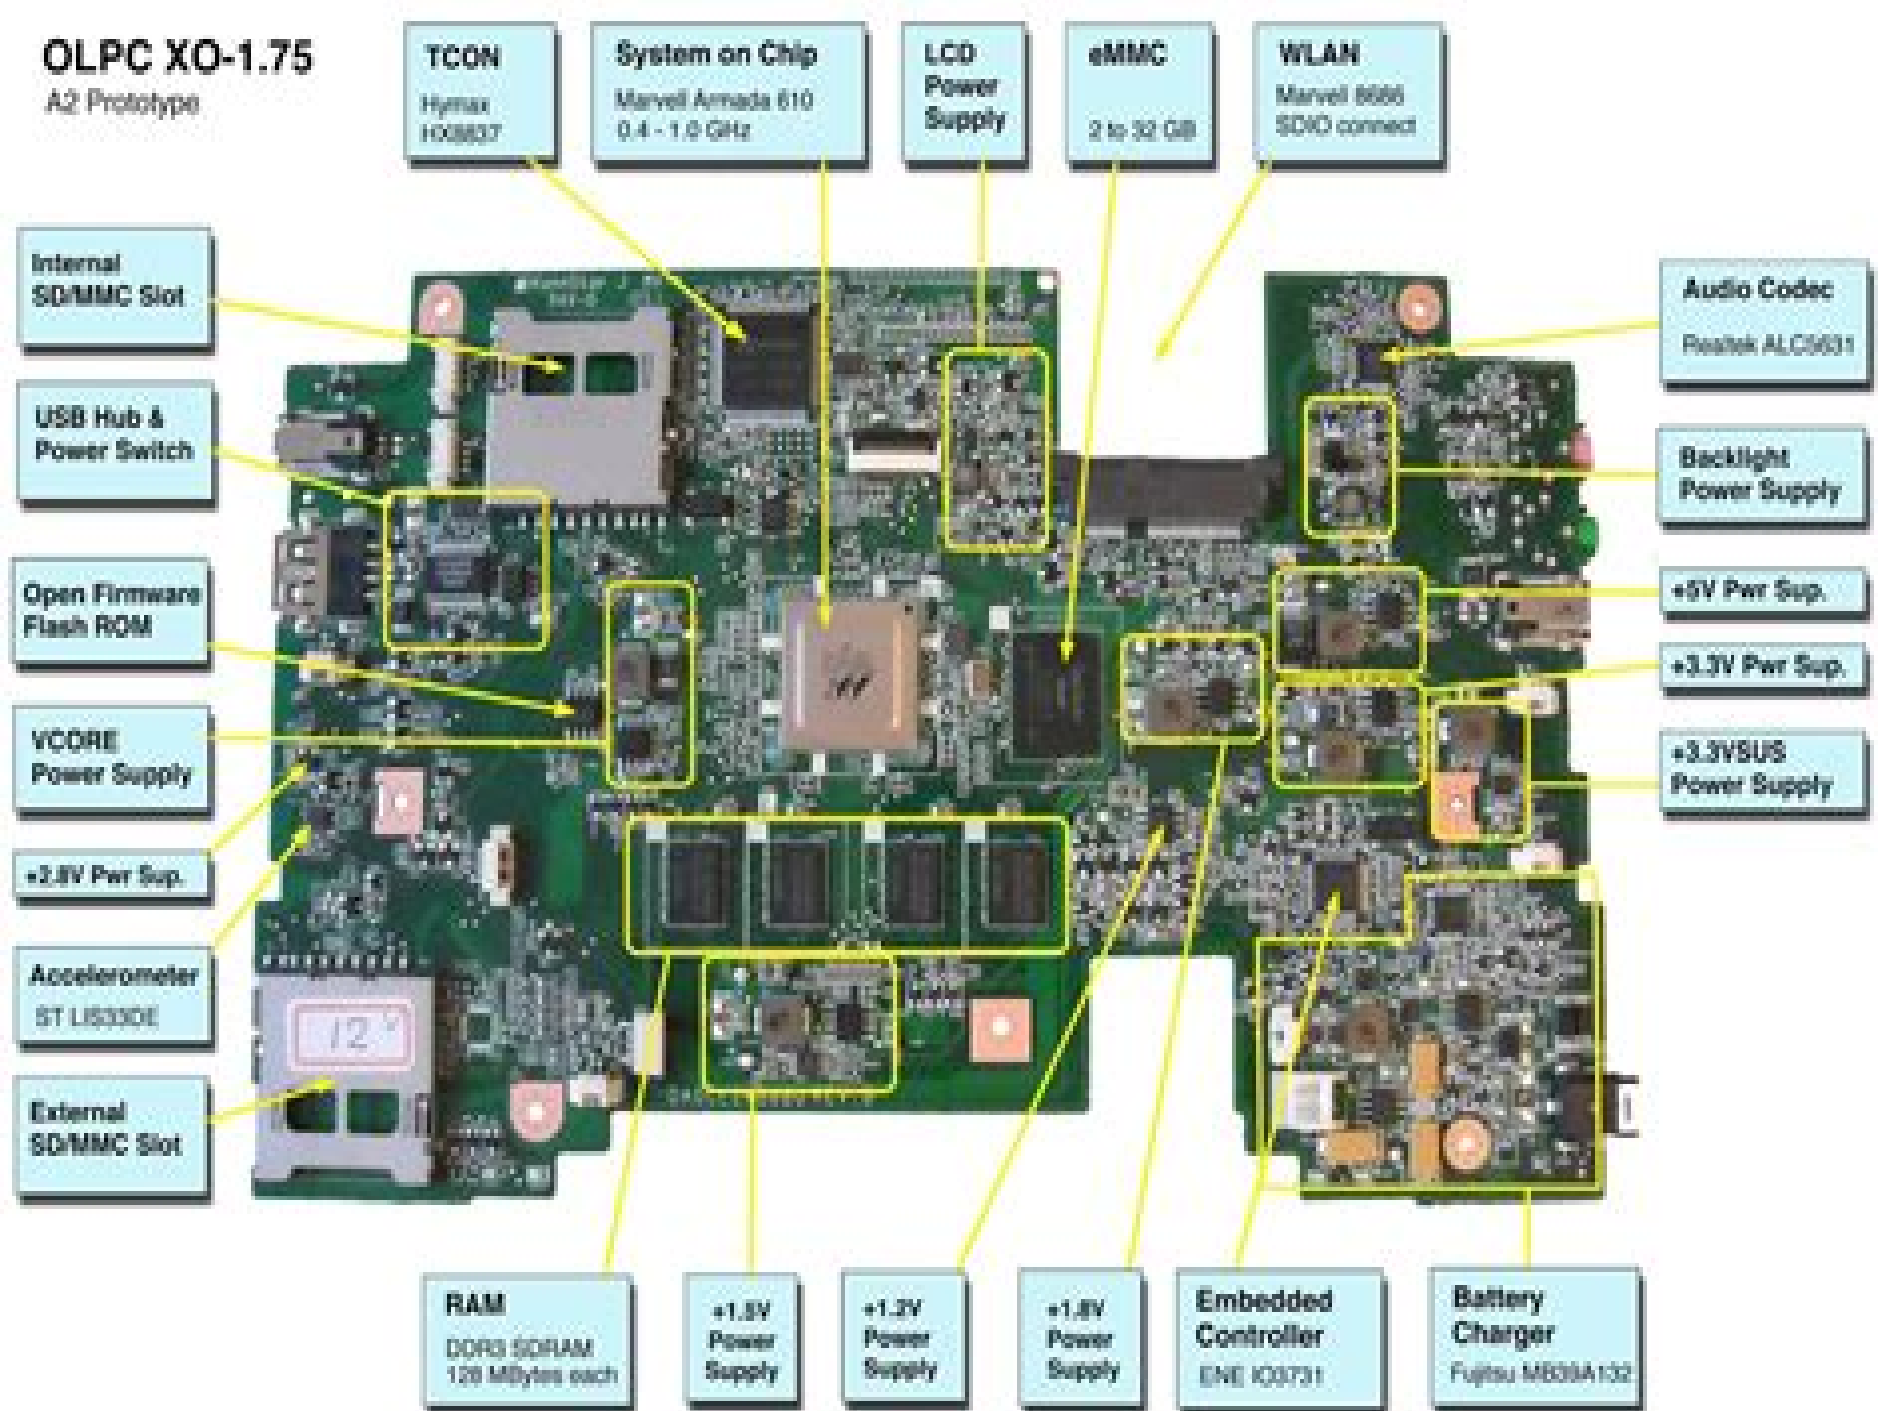 OLPC XO-1.75
A2 Prototype
TCON
Hymax
HX8837
System on Chip
Marvell Armada 610
0.4 - 1.0 GHz
LCD
Power
Supply
eMMC
2 to 32 GB
WLAN
Marvell 8686
SDIO connect
Internal
SD/MMC Slot
Audio Codec
Realtek ALC5631
USB Hub &
Power Switch
Backlight
Power Supply
Open Firmware
Flash ROM
+5V Pwr Sup.
+3.3V Pwr Sup.
VCORE
Power Supply
+3.3VSUS
Power Supply
+2.8V Pwr Sup.
Accelerometer
ST LIS33DE
12
External
SD/MMC Slot
RAM
DDR3 SDRAM
128 MBytes each
+1.5V
Power
Supply
+1.2V
Power
Supply
+1.8V
Power
Supply
Embedded
Controller
ENE IO3731
Battery
Charger
Fujitsu MB39A132